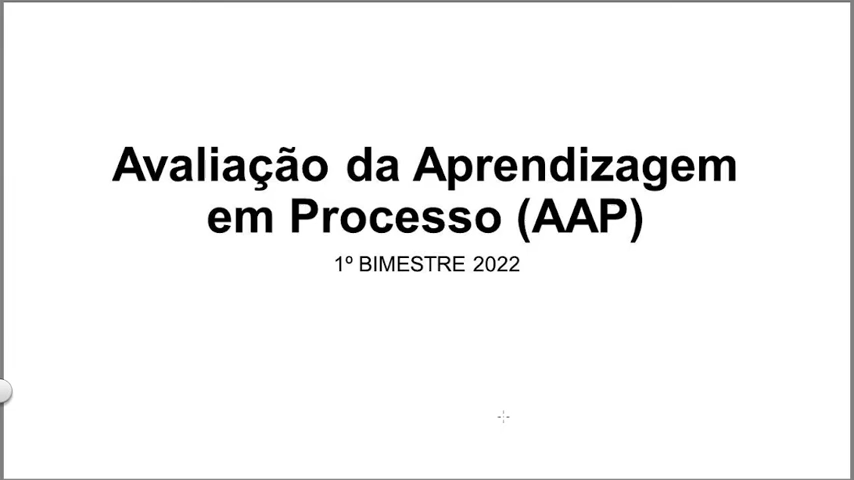 Avaliação da Aprendizagem
em Processo (AAP)
1º BIMESTRE 2022